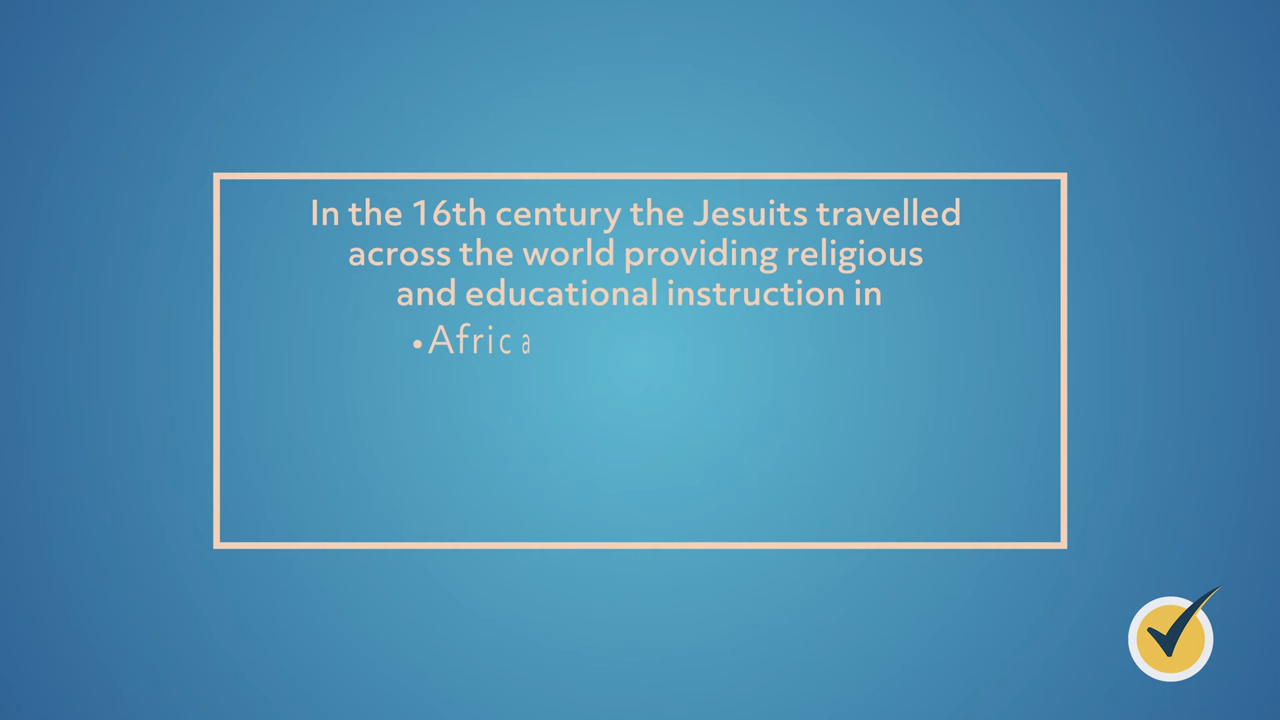 In the 16th century the Jesuits travelled
across the world providing religious
and educational instruction in
•Africa